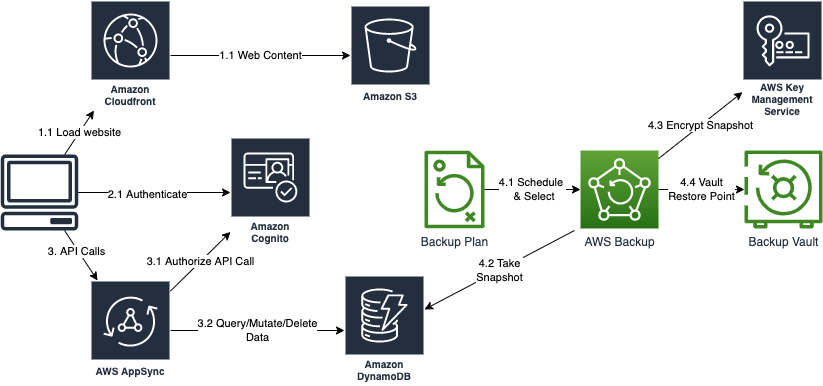 1.1 Web Content
Amazon
Cloudfront
Amazon S3
AWS Key
Management
Service
1.1 Load website
4.3 Encrypt Snapshot
2.1 Authenticate
4.1 Schedule
& Select
4.4 Vault
Restore Point
Amazon
Cognito
Backup Plan
AWS Backup
Backup Vault
3. API Calls
3.1 Authorize API Call
4.2 Take
Snapshot
3.2 Query/Mutate/Delete
Data
AWS AppSync
Amazon
DynamoDB